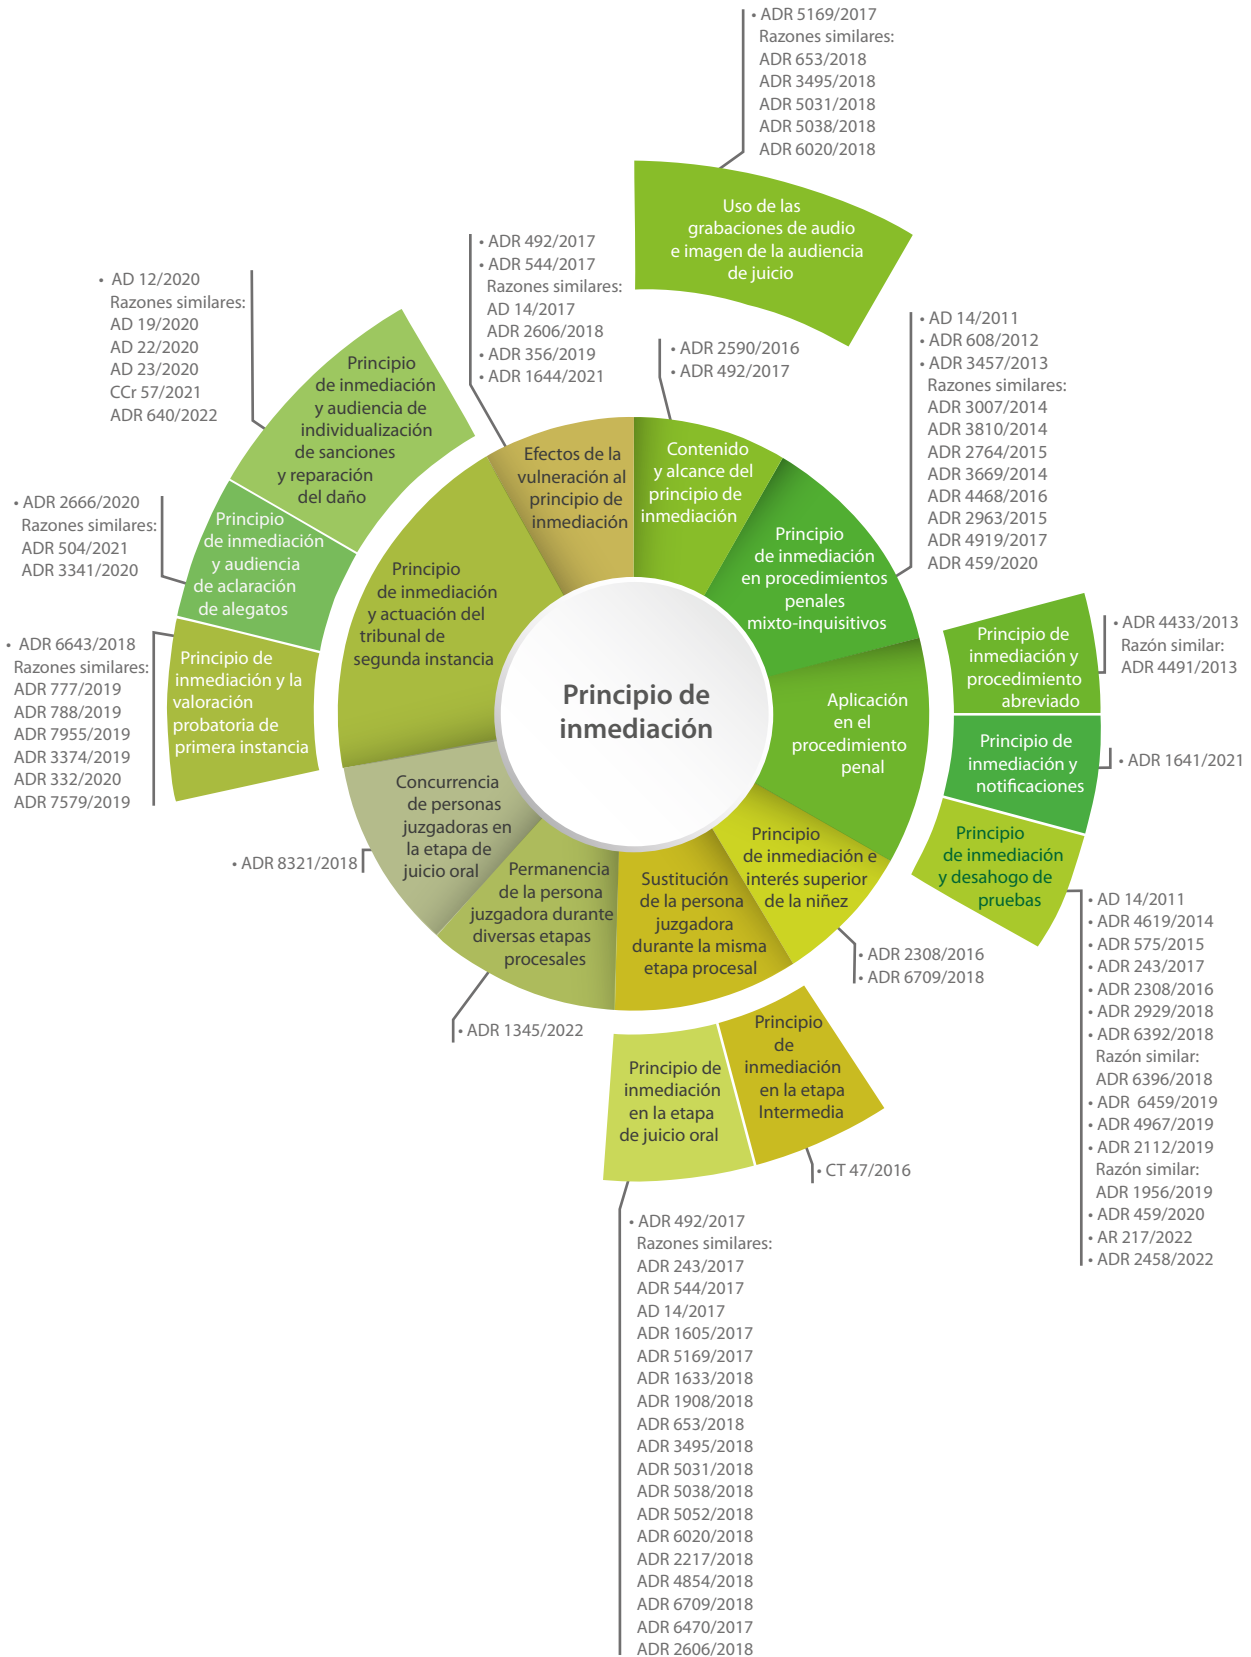 • ADR 5169/2017
Razones similares:
ADR 653/2018
ADR 3495/2018
ADR 5031/2018
ADR 5038/2018
ADR 6020/2018
Uso de las
grabaciones de audio
e imagen de la audiencia
de juicio
• ADR 492/2017
• ADR 544/2017
Razones similares:
AD 14/2017
ADR 2606/2018
• ADR 356/2019
• ADR 1644/2021
• ADR 2590/2016
• ADR 492/2017
• AD 14/2011
• ADR 608/2012
• ADR 3457/2013
Razones similares:
ADR 3007/2014
ADR 3810/2014
ADR 2764/2015
ADR 3669/2014
ADR 4468/2016
ADR 2963/2015
ADR 4919/2017
ADR 459/2020
• AD 12/2020
Razones similares:
AD 19/2020
AD 22/2020
AD 23/2020
CCr 57/2021
ADR 640/2022
Principio
de inmediación
y audiencia de
individualización
de sanciones
y reparación
del daño
• ADR 2666/2020
Razones similares:
ADR 504/2021
ADR 3341/2020
Principio
de inmediación
y audiencia
de aclaración
de alegatos
• ADR 6643/2018
Razones similares:
ADR 777/2019
ADR 788/2019
ADR 7955/2019
ADR 3374/2019
ADR 332/2020
ADR 7579/2019
Principio de
inmediación y la
valoración
probatoria de
primera instancia
Efectos de la
vulneración al
principio de
inmediación
Contenido
y alcance del
principio de
inmediación
Principio
de inmediación
en procedimientos
penales
mixto-inquisitivos
Principio
de inmediación
y actuación del
tribunal de
segunda instancia
Principio de
inmediación
Aplicación
en el
procedimiento
penal
Principio de
inmediación y
procedimiento
abreviado
• ADR 4433/2013
Razón similar:
ADR 4491/2013
Principio de
inmediación y
notificaciones
• ADR 1641/2021
Principio
de inmediación
y desahogo de
pruebas
• AD 14/2011
• ADR 4619/2014
• ADR 575/2015
• ADR 243/2017
• ADR 2308/2016
• ADR 2929/2018
• ADR 6392/2018
Razón similar:
ADR 6396/2018
• ADR 6459/2019
• ADR 4967/2019
• ADR 2112/2019
Razón similar:
ADR 1956/2019
• ADR 459/2020
• AR 217/2022
• ADR 2458/2022
Concurrencia
de personas
juzgadoras en
la etapa de
juicio oral
• ADR 8321/2018
Permanencia
de la persona
juzgadora durante
diversas etapas
procesales
• ADR 1345/2022
Sustitución
de la persona
juzgadora
durante la misma
etapa procesal
Principio
de inmediación e
interés superior
de la niñez
• ADR 2308/2016
• ADR 6709/2018
Principio
de
inmediación
en la etapa
Intermedia
• CT 47/2016
Principio de
inmediación
en la etapa
de juicio oral
• ADR 492/2017
Razones similares:
ADR 243/2017
ADR 544/2017
AD 14/2017
ADR 1605/2017
ADR 5169/2017
ADR 1633/2018
ADR 1908/2018
ADR 653/2018
ADR 3495/2018
ADR 5031/2018
ADR 5038/2018
ADR 5052/2018
ADR 6020/2018
ADR 2217/2018
ADR 4854/2018
ADR 6709/2018
ADR 6470/2017
ADR 2606/2018